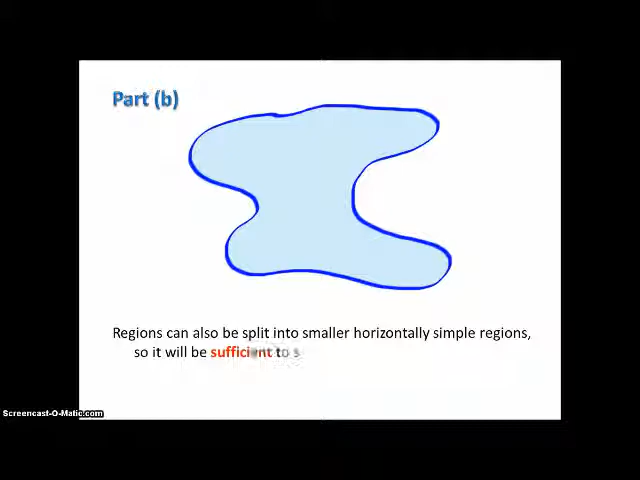 Part (b)
Regions can also be split into smaller horizontally simple regions,
so it will be sufficient to s
Screencast-O-Matic.com